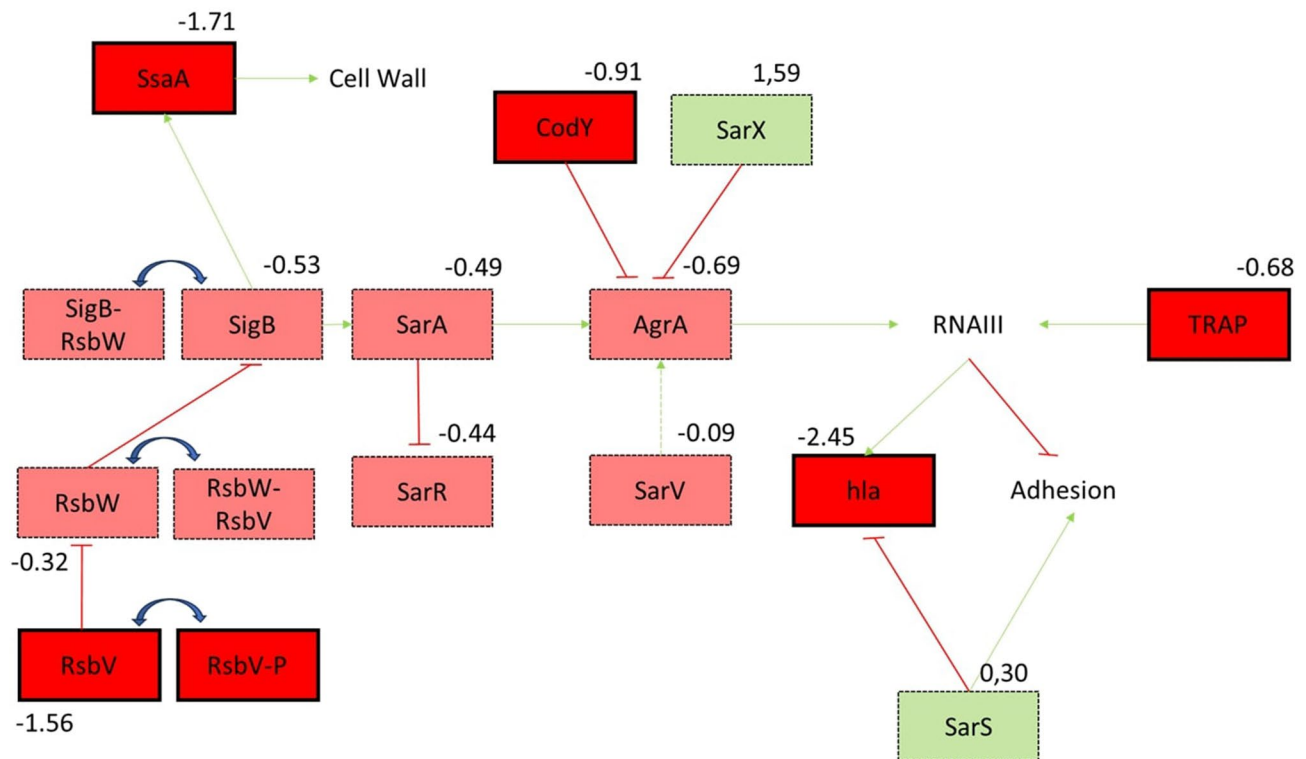 -1.71
SsaA
Cell Wall
-0.91
CodY
1,59
SarX
-0.53
-0.49
-0.69
-0.68
SigB-
RsbW
SigB
SarA
AgrA
RNAIII
TRAP
-0.44
-0.09
-2.45
RsbW
RsbW-
RsbV
SarR
SarV
hla
Adhesion
-0.32
RsbV
RsbV-P
-1.56
0,30
SarS